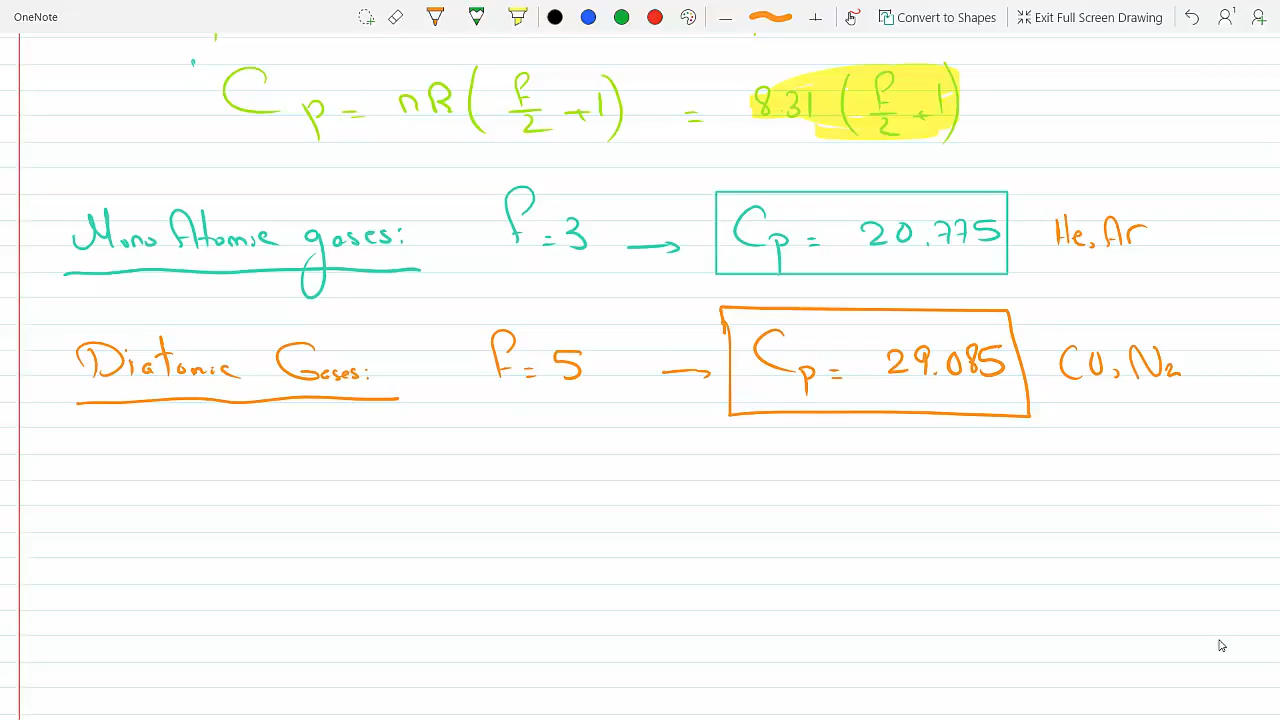 OneNote Convert to Shapes Exit Full Screen Drawing
Cp = nR (f/2 + 1) = 8.31 (f/2 + 1)
Mono Atomic gases: f = 3 → Cp = 20.775 He, Ar
Diatomic Gases: f = 5 → Cp = 29.085 CO, N2